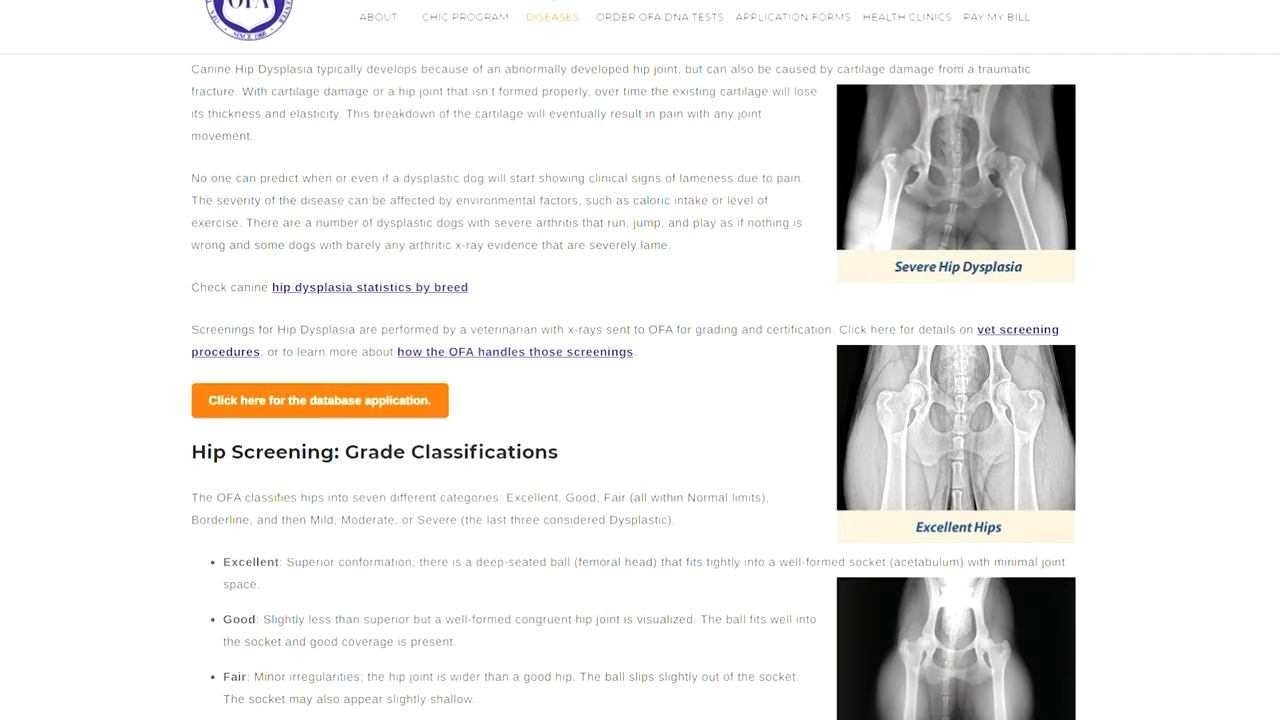 OFA
SINCE 1966
ABOUT CHIC PROGRAM DISEASES ORDER OFA DNA TESTS APPLICATION FORMS HEALTH CLINICS PAY MY BILL
Canine Hip Dysplasia typically develops because of an abnormally developed hip joint, but can also be caused by cartilage damage from a traumatic
fracture. With cartilage damage or a hip joint that isn't formed properly, over time the existing cartilage will lose
its thickness and elasticity. This breakdown of the cartilage will eventually result in pain with any joint
movement.
No one can predict when or even if a dysplastic dog will start showing clinical signs of lameness due to pain.
The severity of the disease can be affected by environmental factors, such as caloric intake or level of
exercise. There are a number of dysplastic dogs with severe arthritis that run, jump, and play as if nothing is
wrong and some dogs with barely any arthritic x-ray evidence that are severely lame.
Severe Hip Dysplasia
Check canine hip dysplasia statistics by breed.
Screenings for Hip Dysplasia are performed by a veterinarian with x-rays sent to OFA for grading and certification. Click here for details on vet screening
procedures, or to learn more about how the OFA handles those screenings.
Click here for the database application.
Hip Screening: Grade Classifications
The OFA classifies hips into seven different categories: Excellent, Good, Fair (all within Normal limits),
Borderline, and then Mild, Moderate, or Severe (the last three considered Dysplastic).
Excellent Hips
• Excellent: Superior conformation; there is a deep-seated ball (femoral head) that fits tightly into a well-formed socket (acetabulum) with minimal joint
space.
• Good: Slightly less than superior but a well-formed congruent hip joint is visualized. The ball fits well into
the socket and good coverage is present.
• Fair: Minor irregularities; the hip joint is wider than a good hip. The ball slips slightly out of the socket.
The socket may also appear slightly shallow.